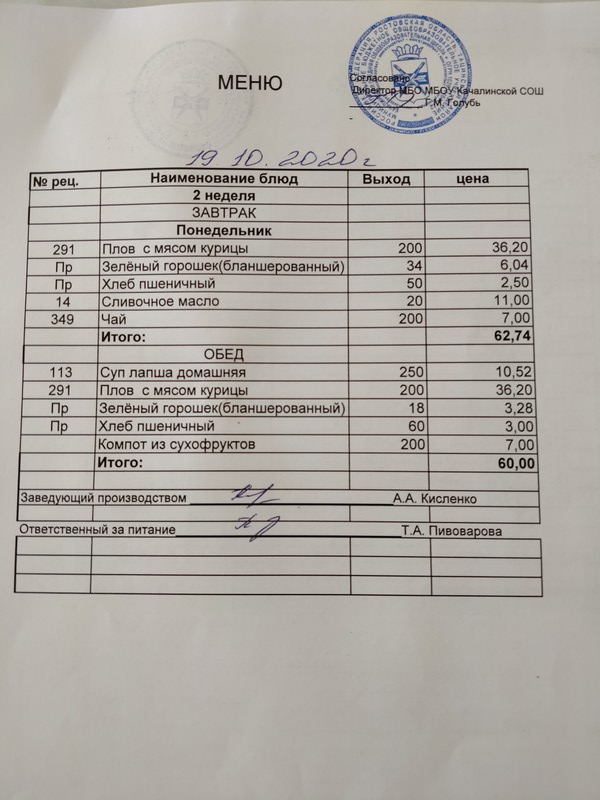 МЕНЮ
Согласовано
Директор МБО МБОУ Качалинской СОШ
Т.М. Голубь
-
19 10. 2020 г
№ рец. Наименование блюд Выход цена
2 неделя
ЗАВТРАК
Понедельник
291 Плов с мясом курицы 200 36,20
Пр Зелёный горошек(бланшерованный) 34 6,04
Пр Хлеб пшеничный 50 2,50
14 Сливочное масло 20 11,00
349 Чай 200 7,00
Итого: 62,74
ОБЕД
113 Суп лапша домашняя 250 10,52
291 Плов с мясом курицы 200 36,20
Пр Зелёный горошек(бланшерованный) 18 3,28
Пр Хлеб пшеничный 60 3,00
Компот из сухофруктов 200 7,00
Итого: 60,00
Заведующий производством А.А. Кисленко
Ответственный за питание Т.А. Пивоварова